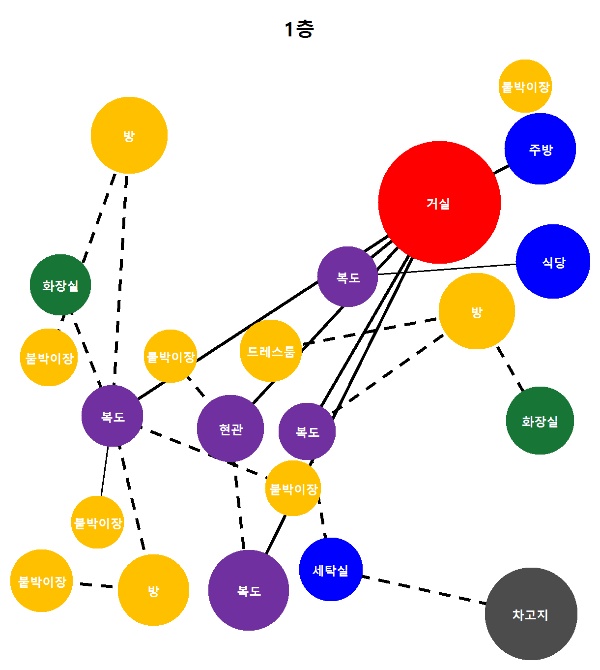 1층
붙박이장
방
주방
거실
식당
복도
화장실
방
드레스룸
붙박이장
붙박이장
복도
현관
복도
화장실
붙박이장
붙박이장
세탁실
붙박이장
방
복도
차고지